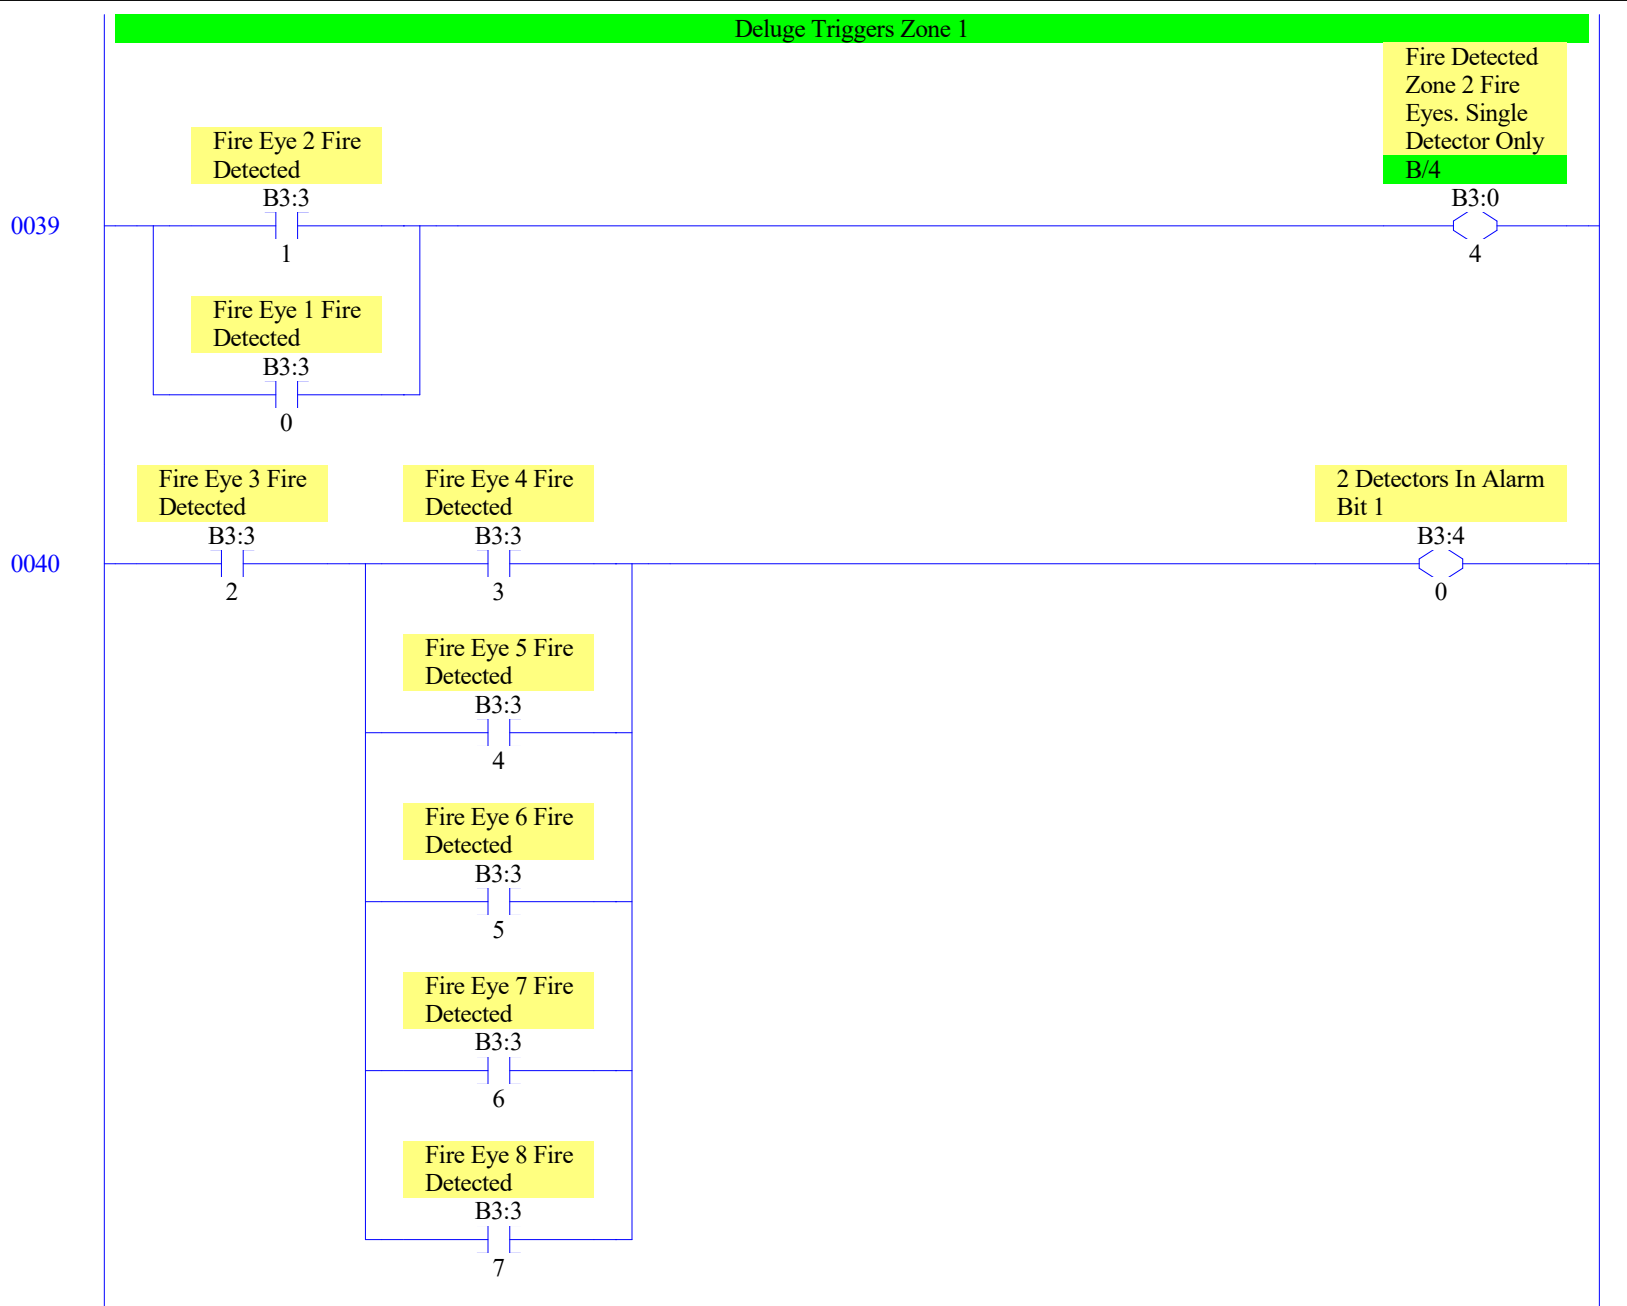 Deluge Triggers Zone 1
Fire Detected
Zone 2 Fire
Eyes. Single
Detector Only
B/4
B3:0
4
Fire Eye 2 Fire
Detected
B3:3
1
0039
Fire Eye 1 Fire
Detected
B3:3
0
Fire Eye 3 Fire
Detected
B3:3
2
Fire Eye 4 Fire
Detected
B3:3
3
2 Detectors In Alarm
Bit 1
B3:4
0
0040
Fire Eye 5 Fire
Detected
B3:3
4
Fire Eye 6 Fire
Detected
B3:3
5
Fire Eye 7 Fire
Detected
B3:3
6
Fire Eye 8 Fire
Detected
B3:3
7